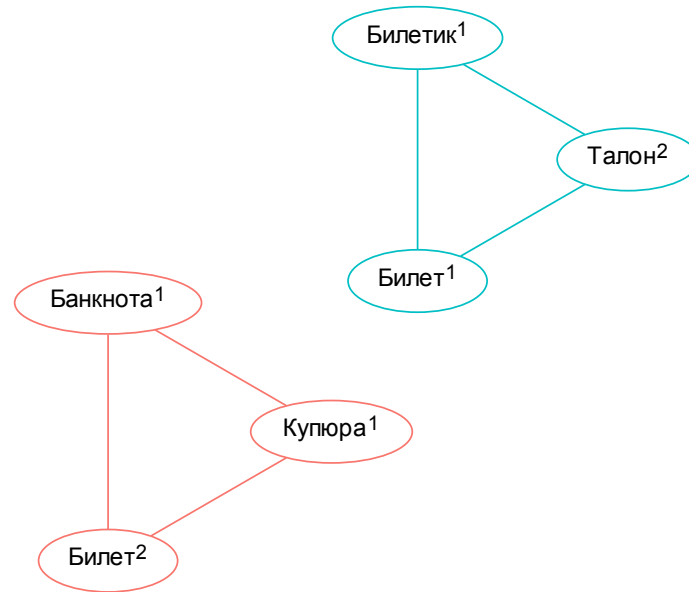 Билетик1
Талон2
Билет1
Банкнота1
Купюра1
Билет2